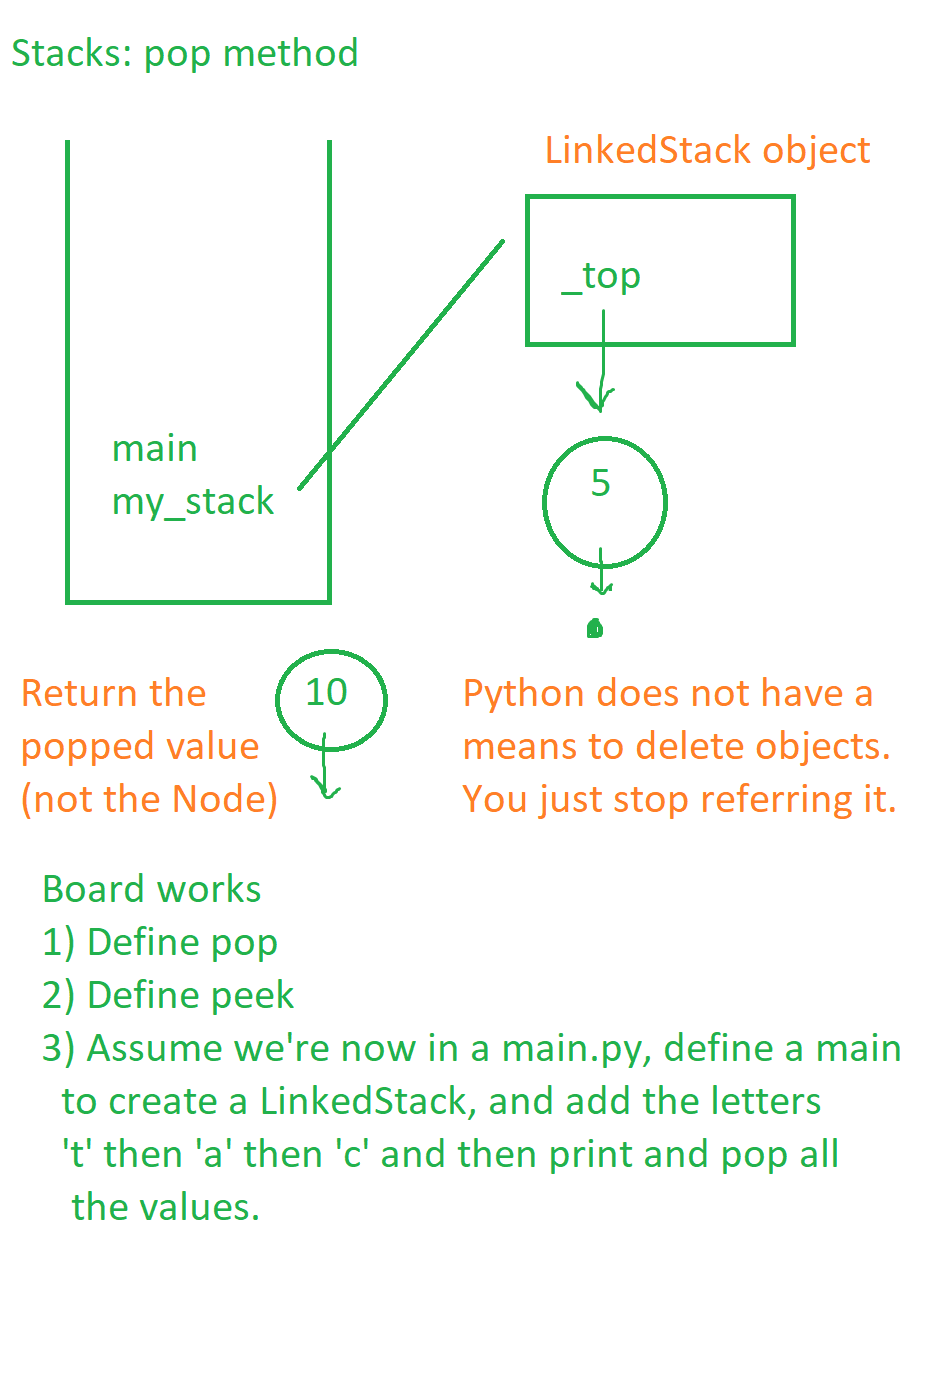 Stacks: pop method
LinkedStack object
_top
main
my_stack
5
Return the
popped value
(not the Node)
10
Python does not have a
means to delete objects.
You just stop referring it.
Board works
1) Define pop
2) Define peek
3) Assume we're now in a main.py, define a main
to create a LinkedStack, and add the letters
't' then 'a' then 'c' and then print and pop all
the values.